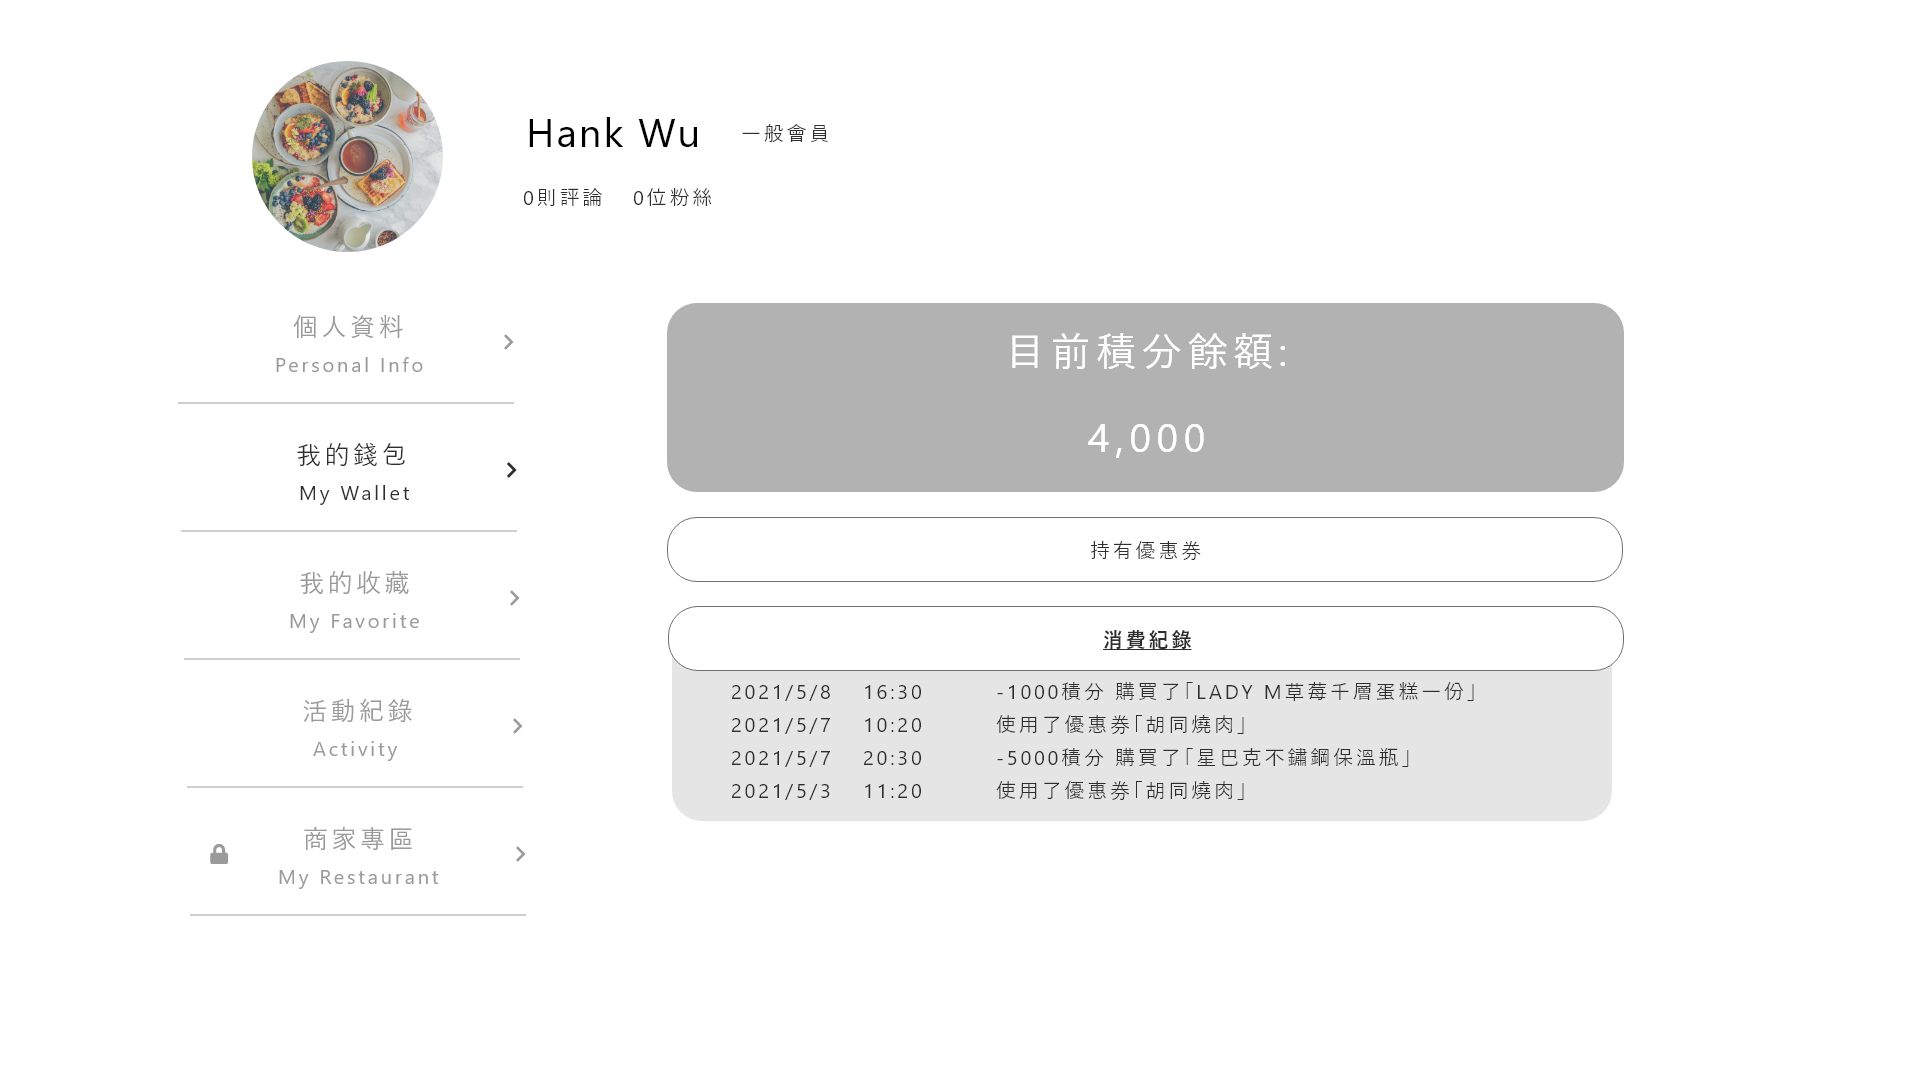 Hank Wu 一般會員
0則評論 0位粉絲
個人資料
Personal Info
我的錢包
My Wallet
我的收藏
My Favorite
活動紀錄
Activity
商家專區
My Restaurant
目前積分餘額:
4,000
持有優惠券
消費紀錄
2021/5/8 16:30 -1000積分 購買了「LADY M草莓千層蛋糕一份」
2021/5/7 10:20 使用了優惠券「胡同燒肉」
2021/5/7 20:30 -5000積分 購買了「星巴克不鏽鋼保溫瓶」
2021/5/3 11:20 使用了優惠券「胡同燒肉」